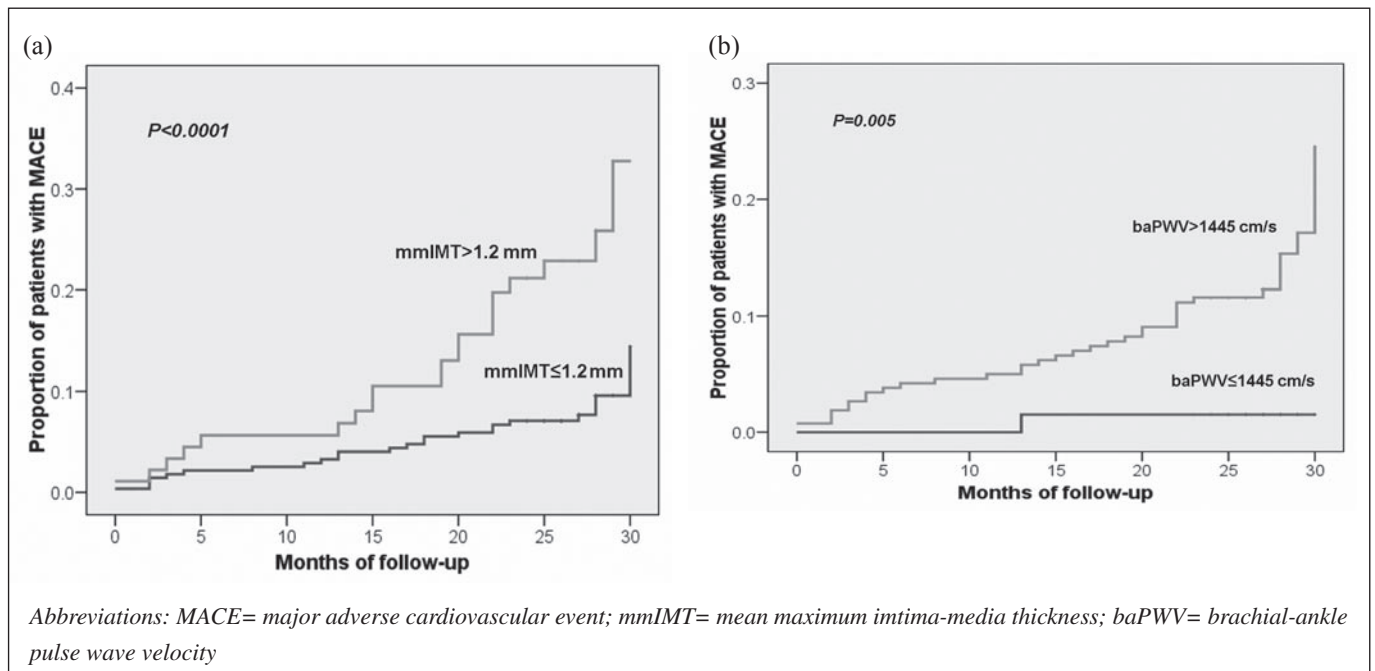 (a)
0.4
0.3
0.2
0.1
0.0
Proportion of patients with MACE
P<0.0001
mmIMT>1.2 mm
mmIMT≤1.2 mm
0 5 10 15 20 25 30
Months of follow-up
(b)
0.3
0.2
0.1
0.0
Proportion of patients with MACE
P=0.005
baPWV>1445 cm/s
baPWV≤1445 cm/s
0 5 10 15 20 25 30
Months of follow-up
Abbreviations: MACE= major adverse cardiovascular event; mmIMT= mean maximum imtima-media thickness; baPWV= brachial-ankle
pulse wave velocity